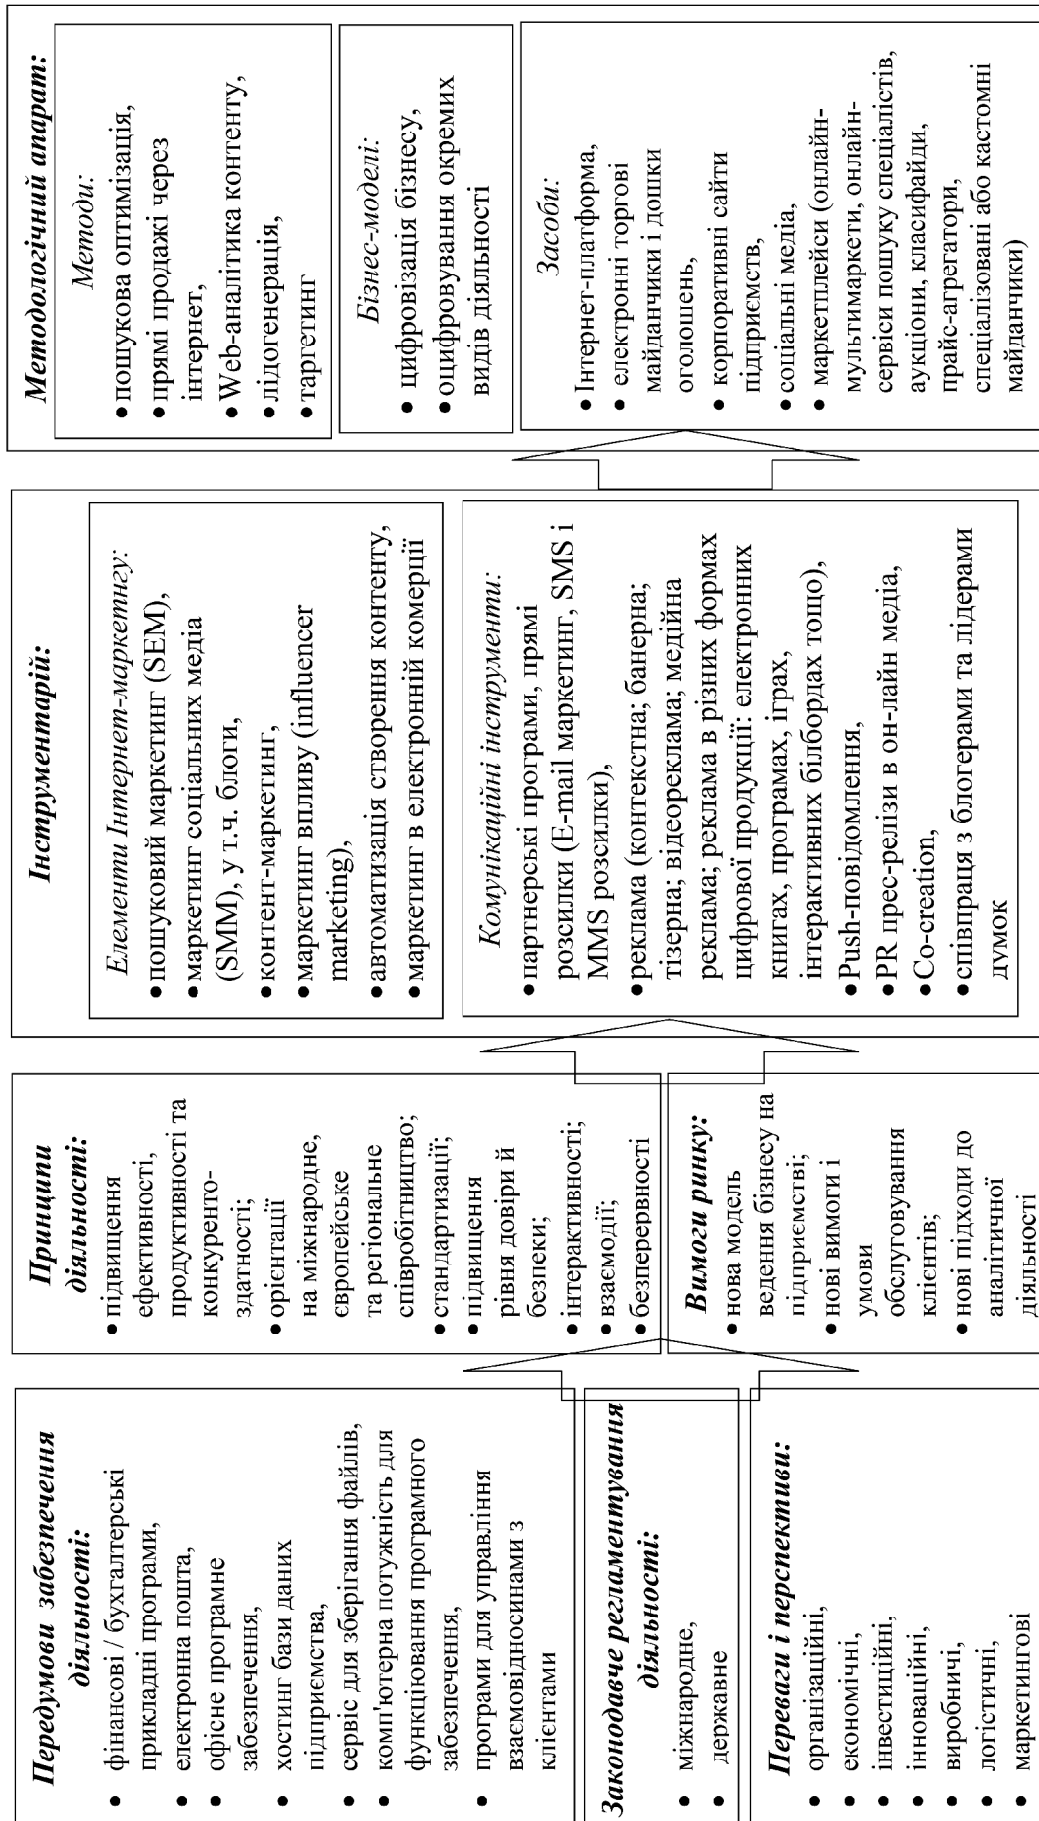 Передумови забезпечення
діяльності:
• фінансові / бухгалтерські
прикладні програми,
• електронна пошта,
• офісне програмне
забезпечення,
• хостинг бази даних
підприємства,
• сервіс для зберігання файлів,
• комп'ютерна потужність для
функціювання програмного
забезпечення,
• програми для управління
взаємовідносинами з
клієнтами
Законодавче регламентування
діяльності:
• міжнародне,
• державне
Переваги і перспективи:
• організаційні,
• економічні,
• інвестиційні,
• інноваційні,
• виробничі,
• логістичні,
• маркетингові
Принципи
діяльності:
• підвищення
ефективності,
продуктивності та
конкуренто-
здатності;
• орієнтації
на міжнародне,
європейське
та регіональне
співробітництво;
• стандартизації;
• підвищення
рівня довіри й
безпеки;
• інтерактивності;
• взаємодії;
• безперервності
Вимоги ринку:
• нова модель
ведення бізнесу на
підприємстві;
• нові вимоги і
умови
обслуговування
клієнтів;
• нові підходи до
аналітичної
діяльності
Інструментарій:
Елементи Інтернет-маркетингу:
• пошуковий маркетинг (SEM),
• маркетинг соціальних медіа
(SMM), у т.ч. блоги,
• контент-маркетинг,
• маркетинг впливу (influencer
marketing),
• автоматизація створення контенту,
• маркетинг в електронній комерції
Комунікаційні інструменти:
• партнерські програми, прямі
розсилки (E-mail маркетинг, SMS і
MMS розсилки),
• реклама (контекстна; банерна;
тізерна; відеореклама; медійна
реклама; реклама в різних формах
цифрової продукції: електронних
книгах, програмах, іграх,
інтерактивних білбордах тощо),
• Push-повідомлення,
• PR прес-релізи в он-лайн медіа,
• Co-creation,
• співпраця з блогерами та лідерами
думок
Методологічний апарат:
Методи:
• пошукова оптимізація,
• прямі продажі через
інтернет,
• Web-аналітика контенту,
• лідогенерація,
• таргетинг
Бізнес-моделі:
• цифровізація бізнесу,
• оцифровування окремих
видів діяльності
Засоби:
• Інтернет-платформа,
• електронні торгові
майданчики і дошки
оголошень,
• корпоративні сайти
підприємств,
• соціальні медіа,
• маркетплейси (онлайн-
мультимаркети, онлайн-
сервіси пошуку спеціалістів,
аукціони, класифайди,
прайс-агрегатори,
спеціалізовані або кастомні
майданчики)